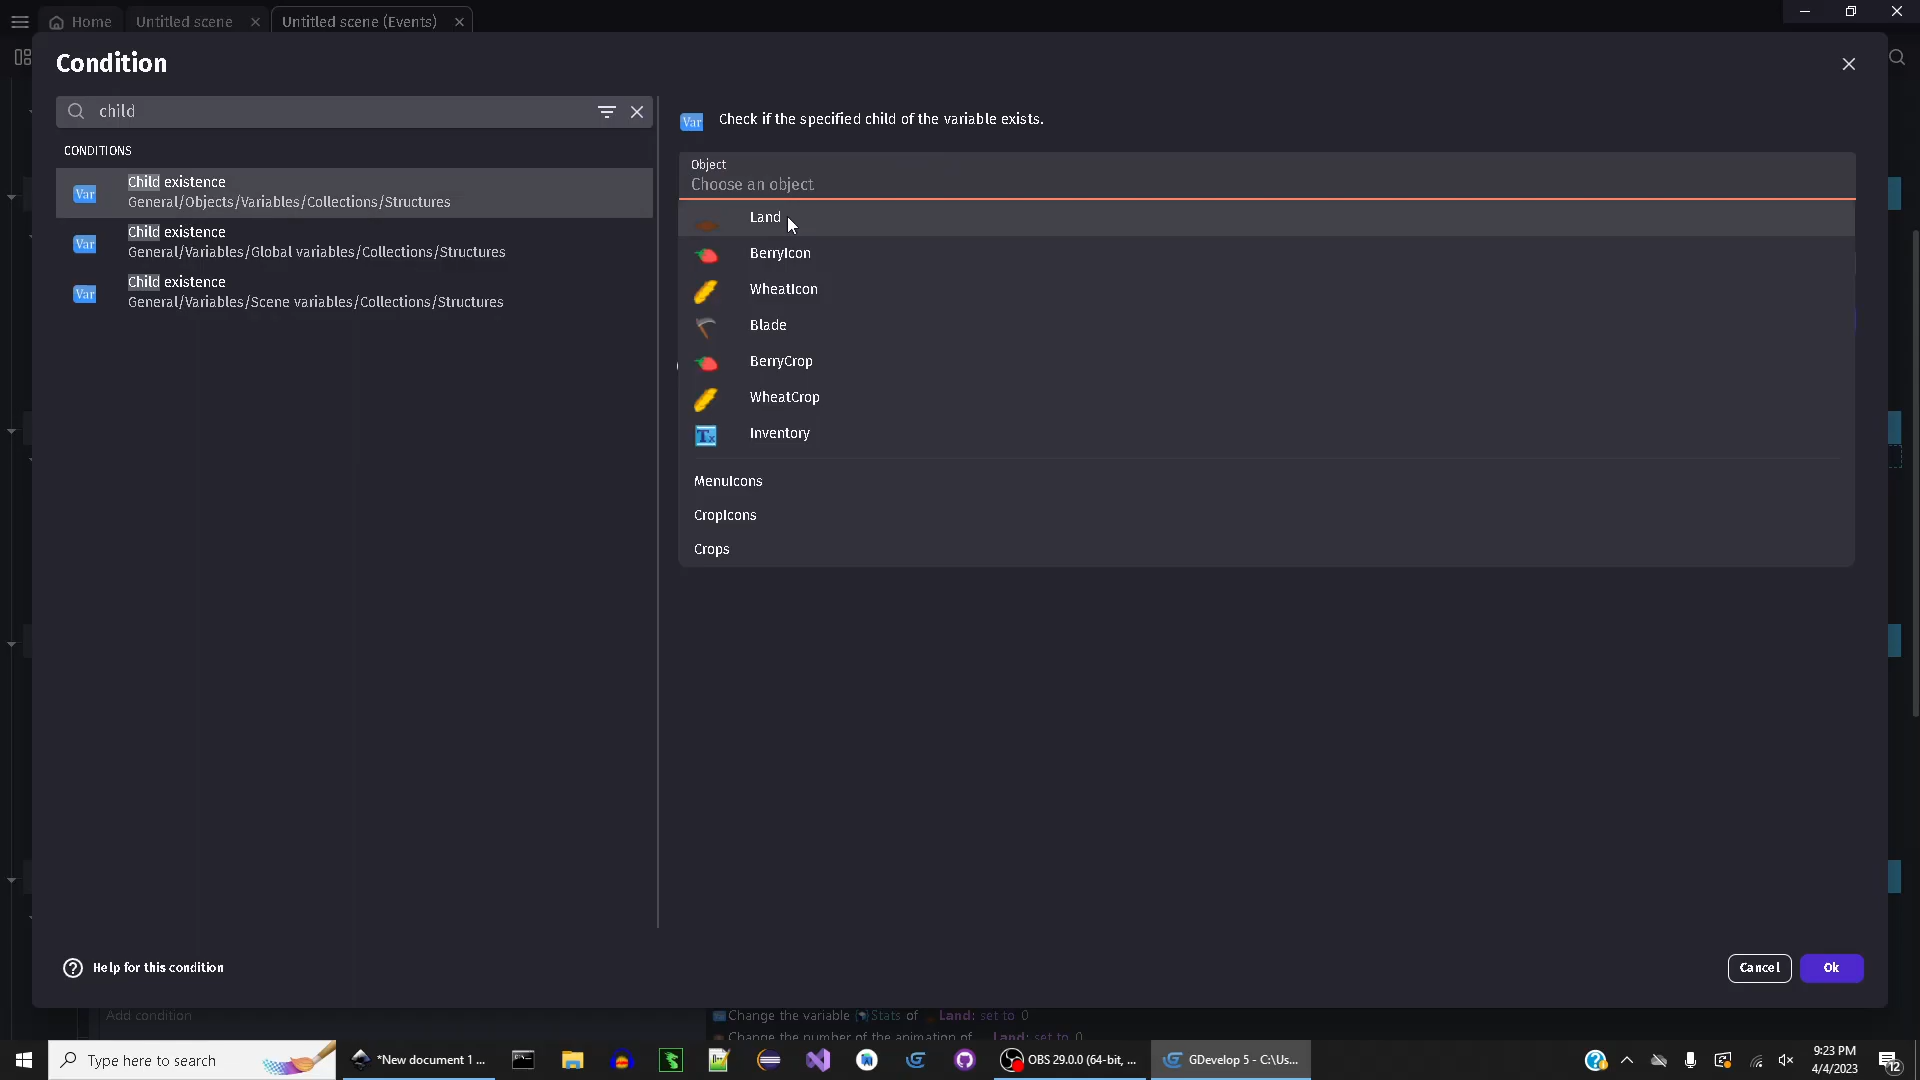 Home
Untitled scene
Untitled scene (Events)
Condition
child
CONDITIONS
Var
Child existence
General/Objects/Variables/Collections/Structures
Var
Child existence
General/Variables/Global variables/Collections/Structures
Var
Child existence
General/Variables/Scene variables/Collections/Structures
Var
Check if the specified child of the variable exists.
Object
Choose an object
Land
BerryIcon
WheatIcon
Blade
BerryCrop
WheatCrop
Tx
Inventory
MenuIcons
CropIcons
Crops
Help for this condition
Cancel
Ok
Add condition
Change the variable Stats of Land: set to 0
Change the number of the animation of Land: set to 0
Type here to search
*New document 1 ...
OBS 29.0.0 (64-bit, ...
GDevelop 5 - C:\Us...
9:23 PM
4/4/2023
12